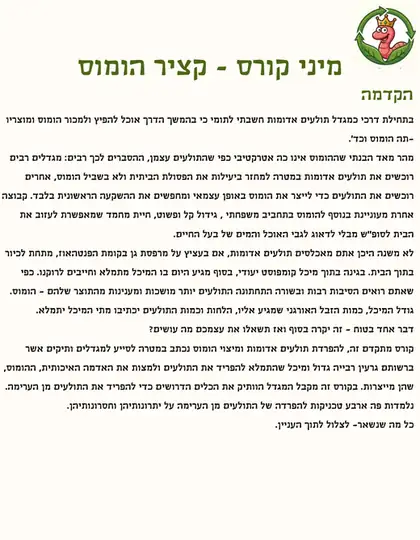 מיני קורס - קציר הומוס
הקדמה
בתחילת דרכי כמגדל תולעים אדומות חשבתי לתומי כי בהמשך הדרך אוכל להפיץ ולמכור הומוס ומוצריו
-תה הומוס וכד'.
מהר מאד הבנתי שההומוס אינו כה אטרקטיבי כפי שהתולעים עצמן, ההסברים לכך רבים: מגדלים רבים
רוכשים את תולעים אדומות במטרה למחזר ביעילות את הפסולת הביתית ולא בשביל הומוס, אחרים
רוכשים את התולעים כדי לייצר את הומוס באופן עצמאי ומחפשים את ההשקעה הראשונית בלבד. קבוצה
אחרת מעוניינת בנוסף להומוס בתחביב משפחתי , גידול קל ופשוט, חיית מחמד שמאפשרת לעזוב את
הבית לסופ"ש מבלי לדאוג לגבי האוכל והמים של בעל החיים.
לא משנה היכן אתם מאכלסים תולעים אדומות, אם בעציץ על מרפסת גן בקומת הפנטהאוז, מתחת לכיור
בתוך הבית. בגינה בתוך מיכל קומפוסט יעודי, בסוף מגיע היום בו המיכל מתמלא וחייבים לרוקנו. כפי
שאתם רואים הסיבות רבות ובשורה התחתונה התולעים יותר מושכות ומענינות מהתוצר שלהם - הומוס.
גודל המיכל, כמות הזבל האורגני שמגיע אליו, הלחות וכמות התולעים יכתיבו מתי המיכל יתמלא.
דבר אחד בטוח - זה יקרה בסוף ואז תשאלו את עצמכם מה עושים?
קורס מתקדם זה, להפרדת תולעים אדומות ומיצוי הומוס נכתב במטרה לסייע למגדלים ותיקים אשר
ברשותם גרעין רבייה גדול ומיכל שהתמלא להפריד את התולעים ולמצות את האדמה האיכותית, ההומוס,
שהן מייצרות. בקורס זה מקבל המגדל הוותיק את הכלים הדרושים כדי להפריד את התולעים מן הערימה.
נלמדות פה ארבע טכניקות להפרדה של התולעים מן הערימה על יתרונותיהן וחסרונותיהן.
כל מה שנשאר- לצלול לתוך העניין.